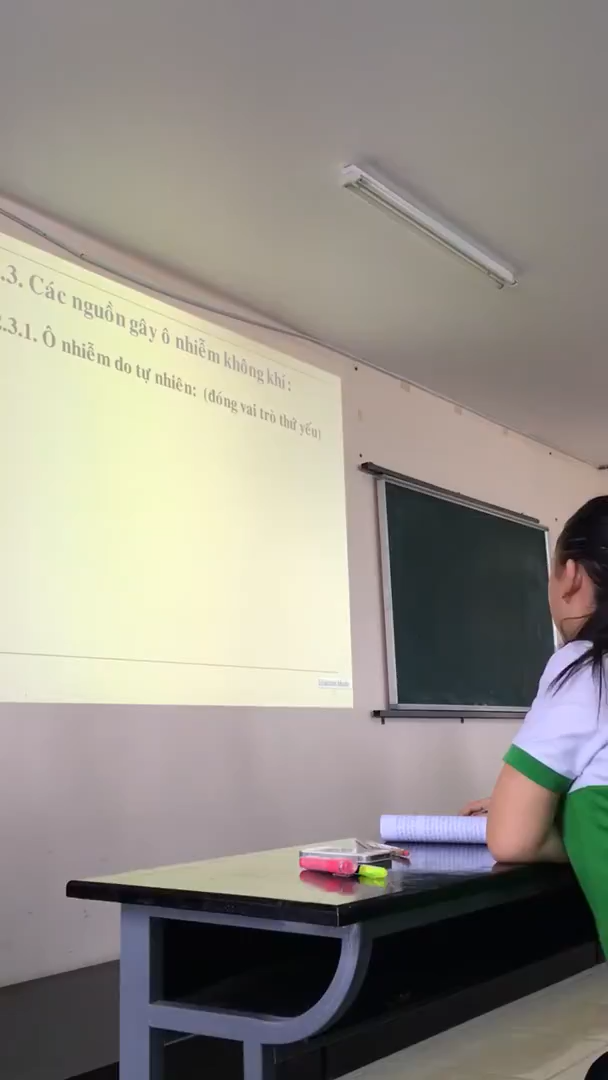 .3. Các nguồn gây ô nhiễm không khí:
.3.1. Ô nhiễm do tự nhiên: (đóng vai trò thứ yếu)